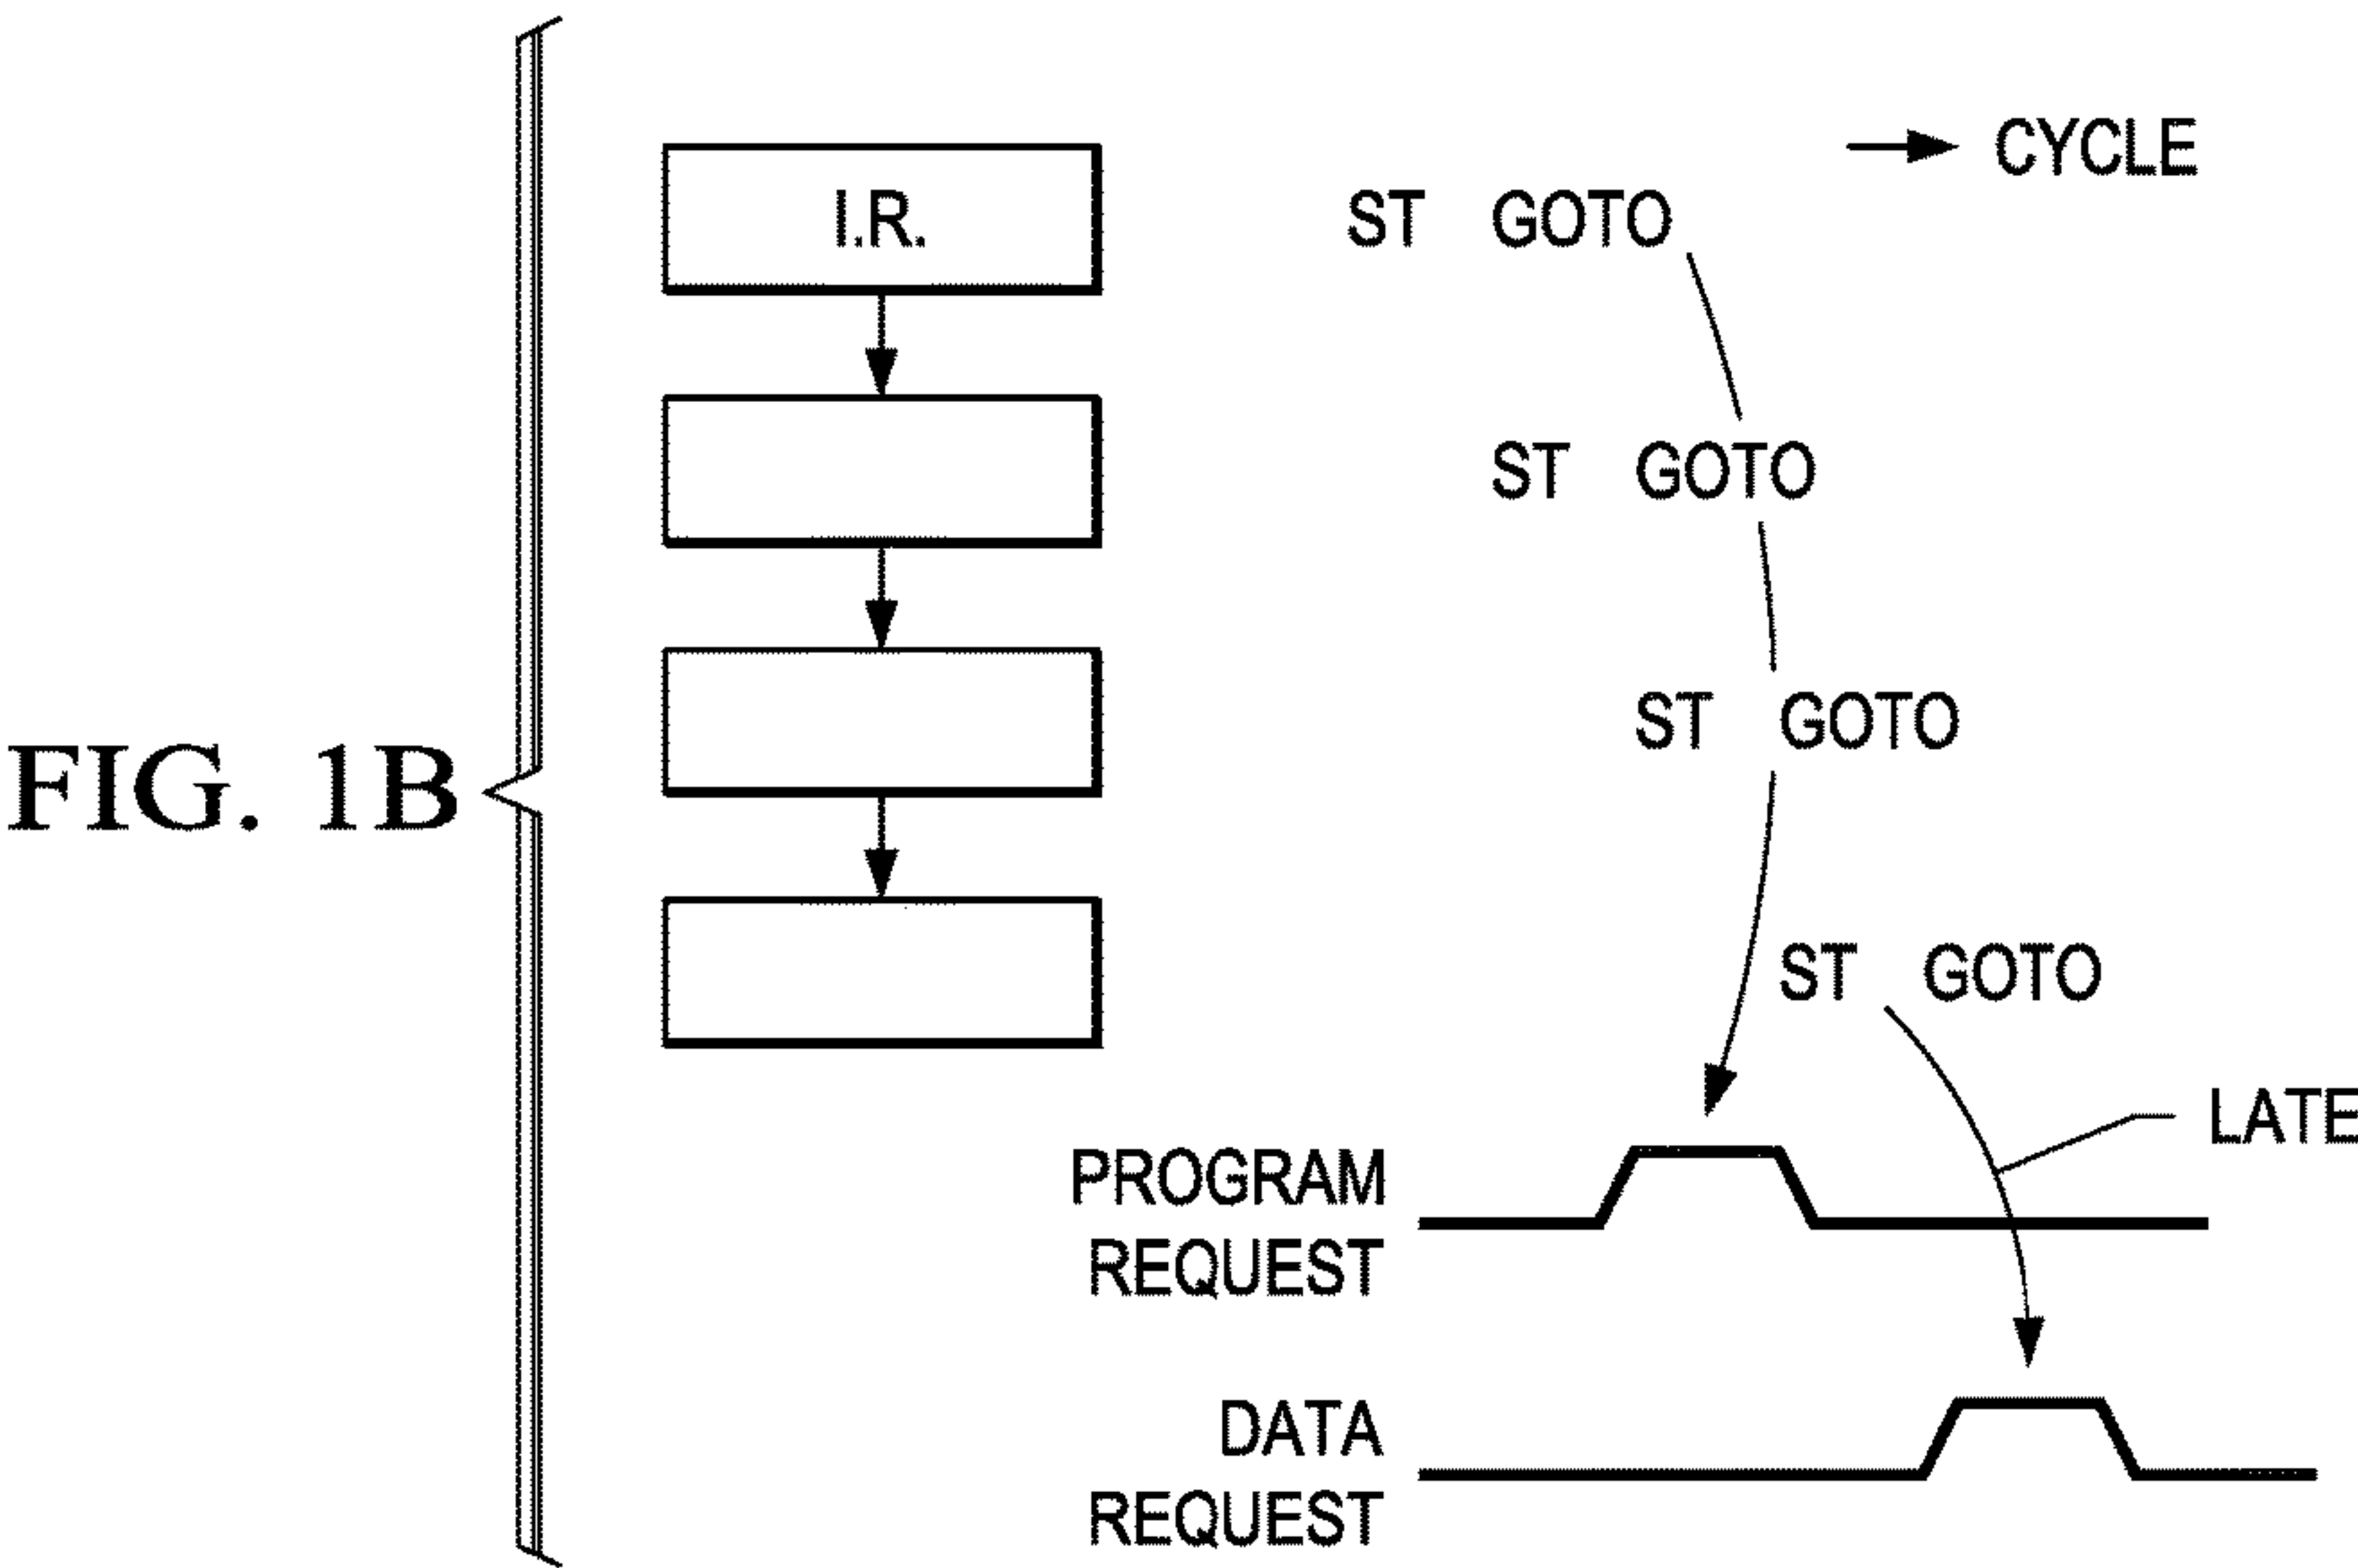 CYCLE
I.R.
ST GOTO
ST GOTO
ST GOTO
FIG. 1B
ST GOTO
LATE
PROGRAM
REQUEST
DATA
REQUEST